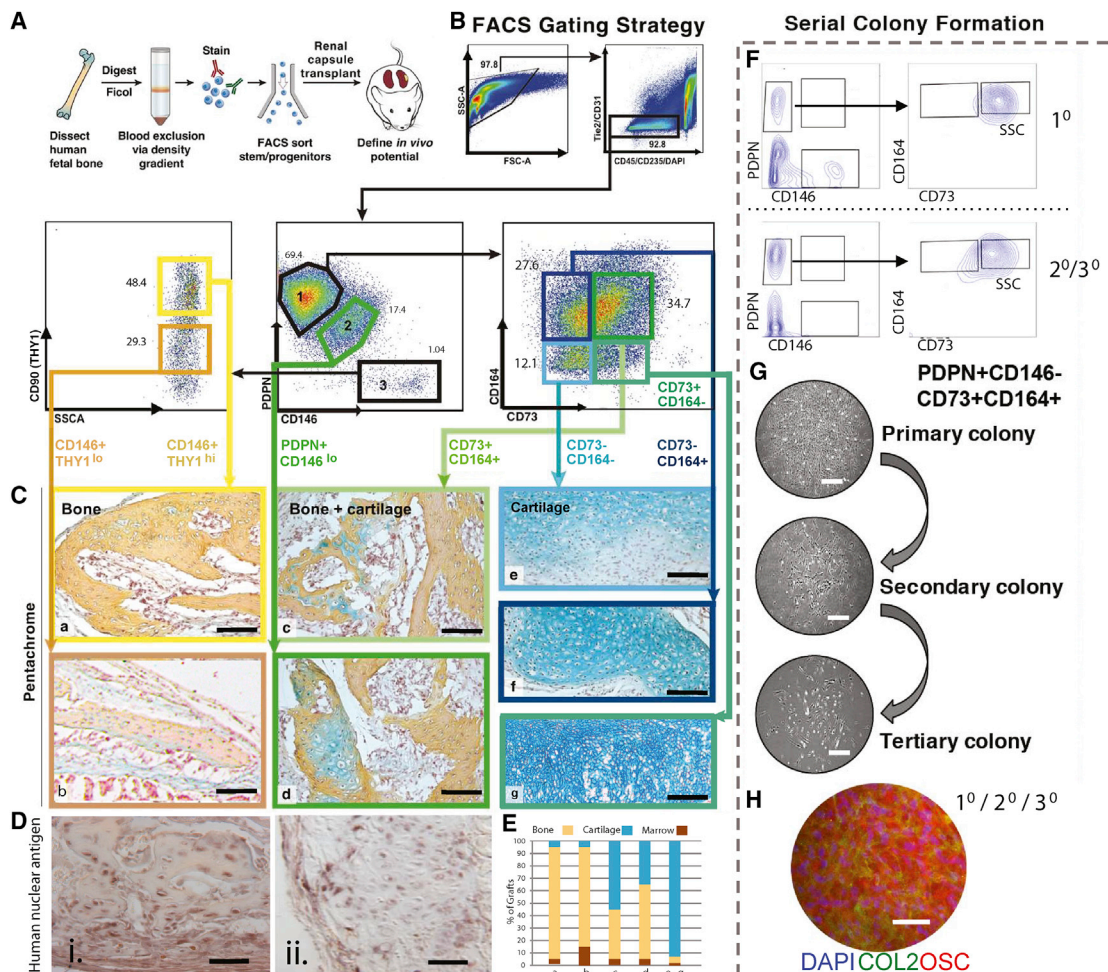 A
Digest
Ficol
Stain
Renal
capsule
transplant
Dissect
human
fetal bone
Blood exclusion
via density
gradient
FACS sort
stem/progenitors
Define in vivo
potential
B
FACS Gating Strategy
97.8
SSC-A
FSC-A
Tie2/CD31
92.8
CD45/CD235/DAPI
48.4
29.3
CD90 (THY1)
SSCA
69.4
1
2
17.4
1.04
3
PDPN
CD146
27.6
34.7
12.1
CD164
CD73
CD73+
CD164-
CD146+
THY1 lo
CD146+
THY1 hi
PDPN+
CD146 lo
CD73+
CD164+
CD73-
CD164-
CD73-
CD164+
C
Pentachrome
Bone
a
b
Bone + cartilage
c
d
Cartilage
e
f
g
D
Human nuclear antigen
i.
ii.
E
Bone
Cartilage
Marrow
% of Grafts
100
90
80
70
60
50
40
30
20
10
0
Serial Colony Formation
F
PDPN
CD146
CD164
CD73
SSC
1⁰
PDPN
CD146
CD164
CD73
SSC
2⁰/3⁰
G
PDPN+CD146-
CD73+CD164+
Primary colony
Secondary colony
Tertiary colony
H
1⁰ / 2⁰ / 3⁰
DAPI COL2 OSC